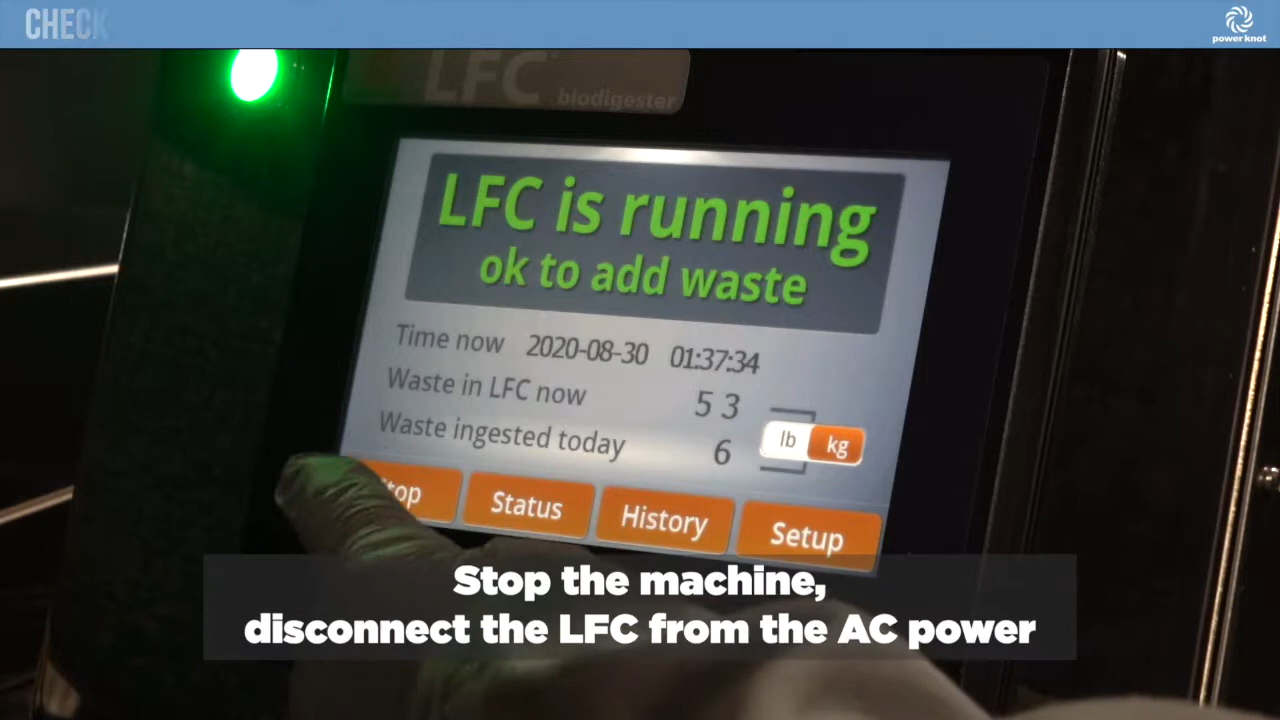 CHECK
power knot
LFC
biodigester
LFC is running
ok to add waste
Time now 2020-08-30 01:37:34
Waste in LFC now 53
Waste ingested today 6
lb kg
top Status History Setup
Stop the machine,
disconnect the LFC from the AC power